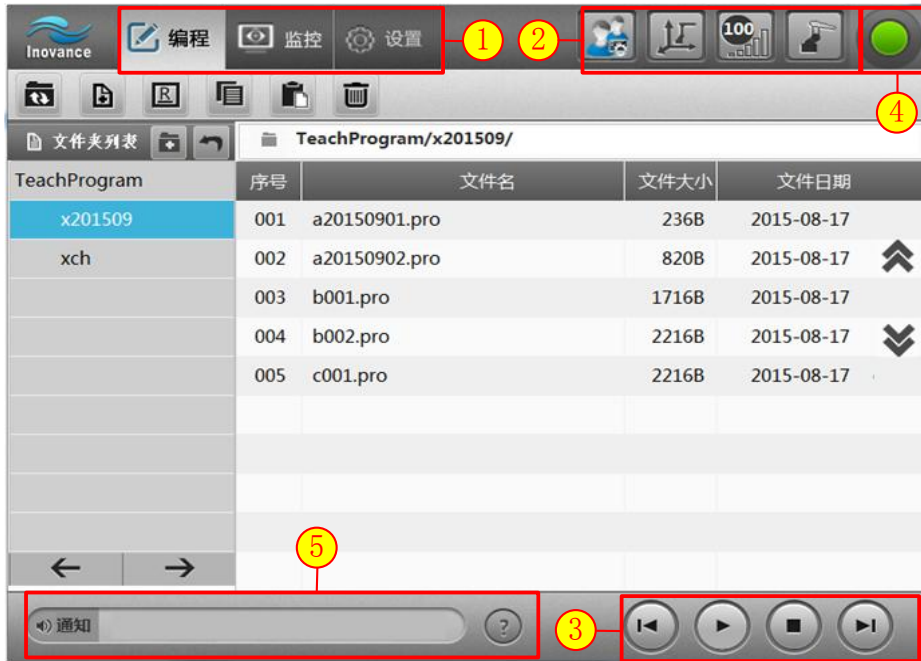 Inovance 编程 监控 设置 1 2 100
R
4
文件夹列表 TeachProgram/x201509/
TeachProgram 序号 文件名 文件大小 文件日期
x201509 001 a20150901.pro 236B 2015-08-17
xch 002 a20150902.pro 820B 2015-08-17
003 b001.pro 1716B 2015-08-17
004 b002.pro 2216B 2015-08-17
005 c001.pro 2216B 2015-08-17
5
通知 ? 3